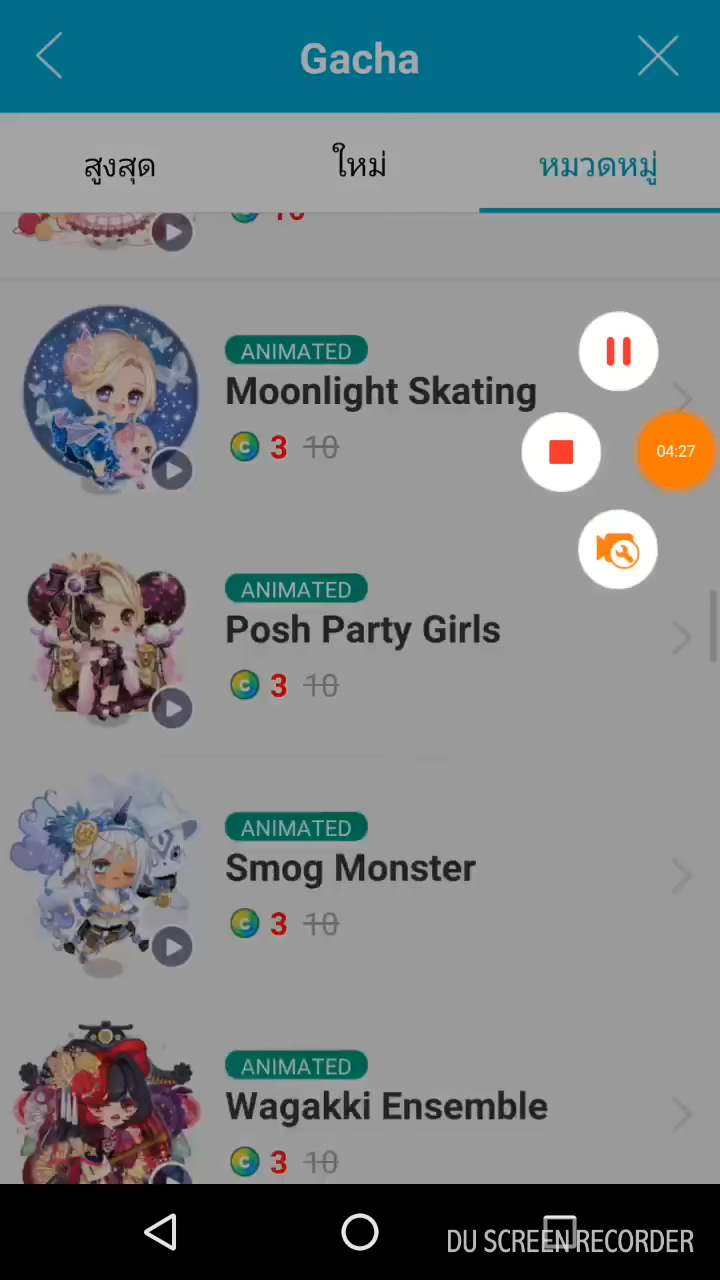 Gacha
สูงสุด
ใหม่
หมวดหมู่
ANIMATED
Moonlight Skating
3 10
04:27
ANIMATED
Posh Party Girls
3 10
ANIMATED
Smog Monster
3 10
ANIMATED
Wagakki Ensemble
3 10
DU SCREEN RECORDER